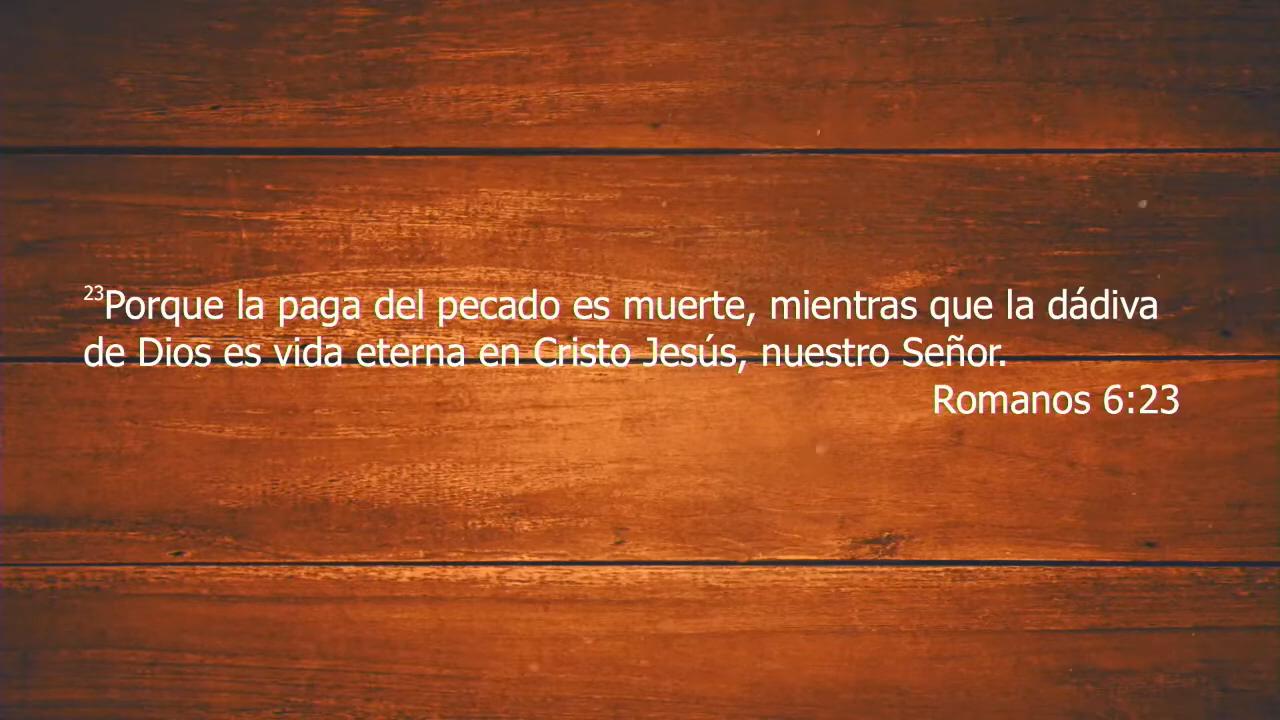 23Porque la paga del pecado es muerte, mientras que la dádiva
de Dios es vida eterna en Cristo Jesús, nuestro Señor.
Romanos 6:23